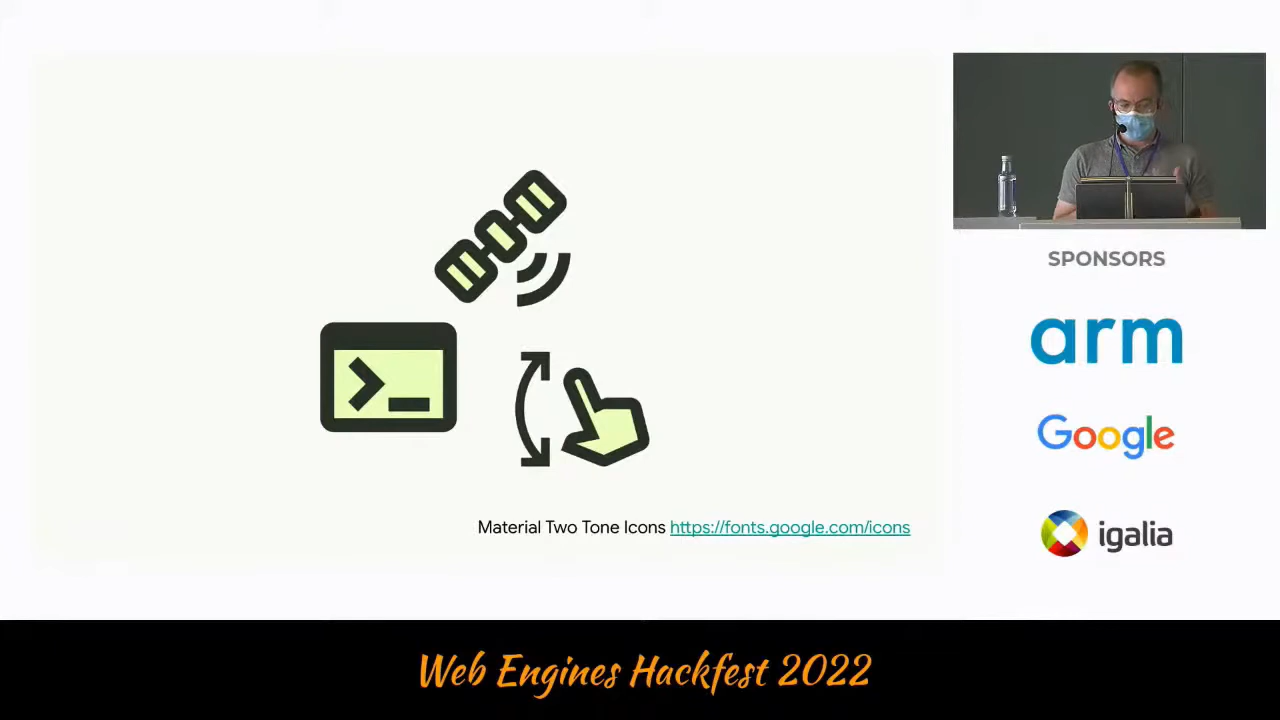 SPONSORS
arm
Google
igalia
>_
Material Two Tone Icons https://fonts.google.com/icons
Web Engines Hackfest 2022